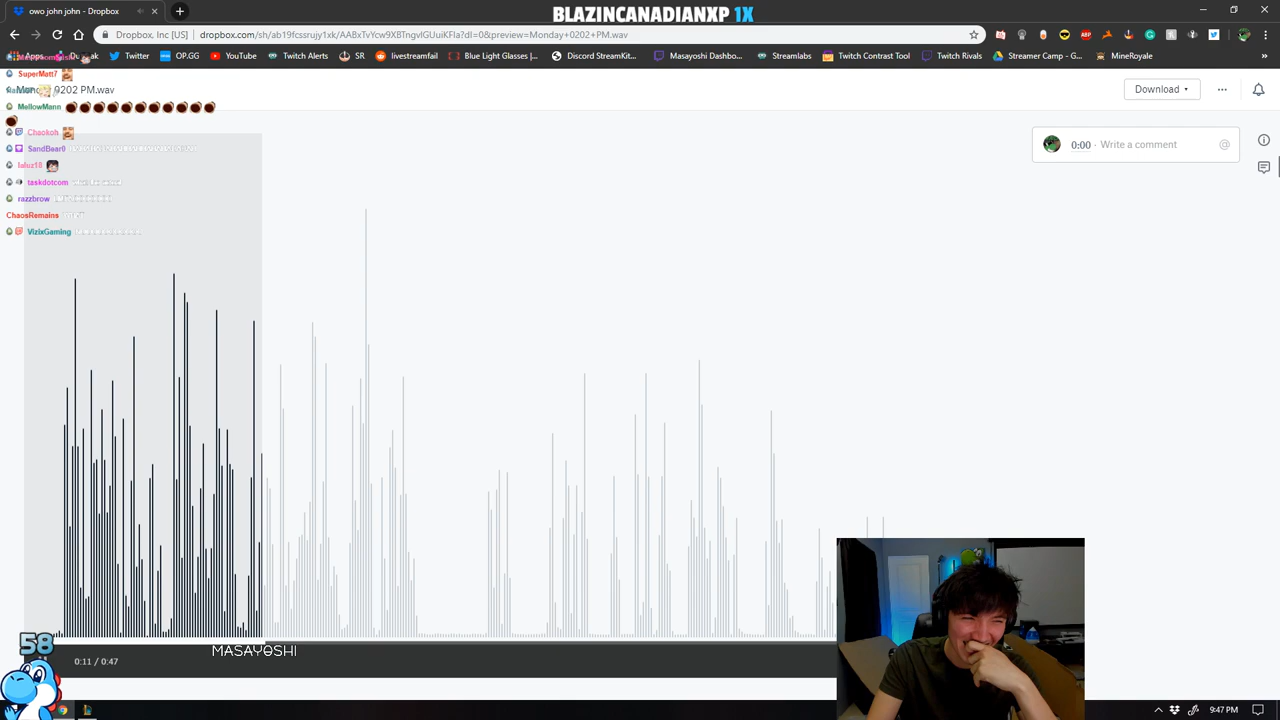 owo john - Dropbox
BLAZINCANADIANXP 1X
Dropbox, Inc [US] | dropbox.com/sh/ab19fcssrujy1xk/AABxTvYcw9XBTngvlGUuiKFIa?dl=0&preview=Monday+0202+PM.wav
Apps Twitter OP.GG YouTube Twitch Alerts SR livestreamfail Blue Light Glasses |... Discord StreamKit... Masayoshi Dashbo... Streamlabs Twitch Contrast Tool Twitch Rivals Streamer Camp - G... MineRoyale
SuperMatt7
0202 PM.wav
Download
MellowMann
Chaokoh
0:00 · Write a comment @
SandBear0
laluz18
taskdotcom
razzbrow
ChaosRemains
VizixGaming
58
MASAYOSHI
0:11 / 0:47
9:47 PM